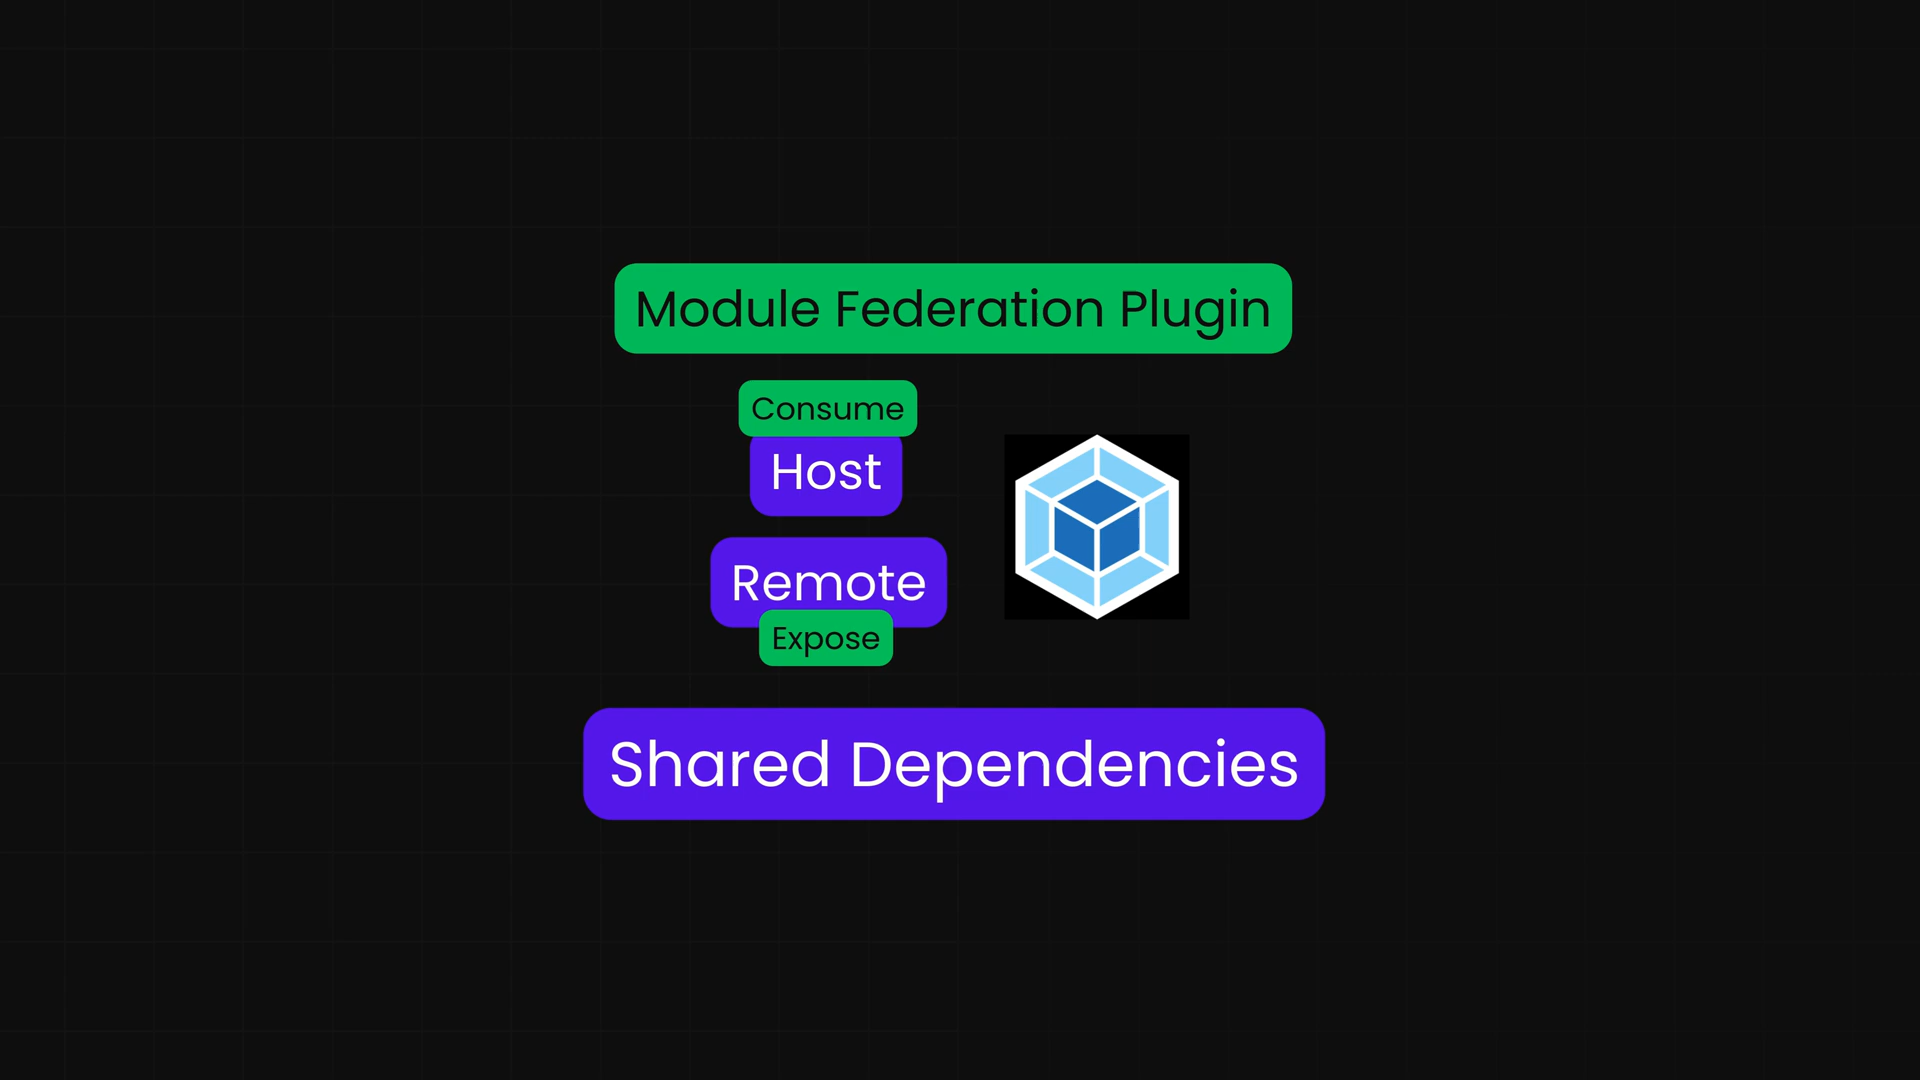 Module Federation Plugin
Consume
Host
Remote
Expose
Shared Dependencies